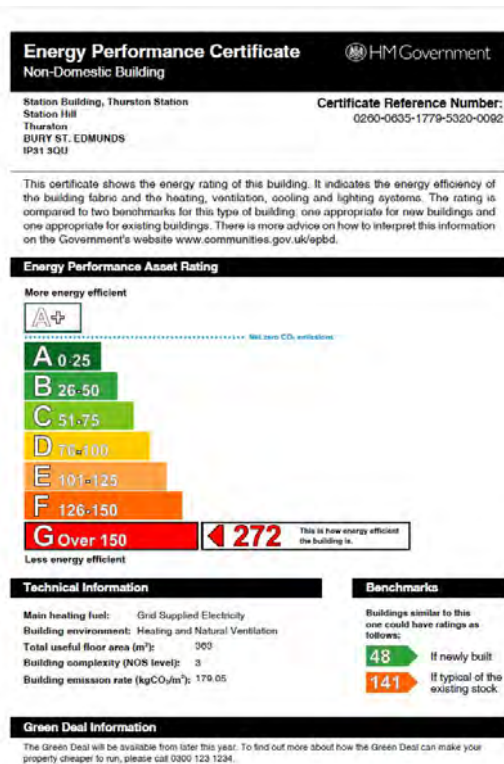 Energy Performance Certificate
HM Government
Non-Domestic Building
Station Building, Thurston Station
Station Hill
Thurston
BURY ST. EDMUNDS
IP31 3QU
Certificate Reference Number:
0260-0635-1779-5320-0092
This certificate shows the energy rating of this building. It indicates the energy efficiency of
the building fabric and the heating, ventilation, cooling and lighting systems. The rating is
compared to two benchmarks for this type of building: one appropriate for new buildings and
one appropriate for existing buildings. There is more advice on how to interpret this information
on the Government's website www.communities.gov.uk/epbd.
Energy Performance Asset Rating
More energy efficient
A+
Net zero CO₂ emissions
A 0-25
B 26-50
C 51-75
D 76-100
E 101-125
F 126-150
G Over 150
272
This is how energy efficient
the building is.
Less energy efficient
Technical Information
Main heating fuel: Grid Supplied Electricity
Building environment: Heating and Natural Ventilation
Total useful floor area (m²): 363
Building complexity (NOS level): 3
Building emission rate (kgCO₂/m²): 179.05
Benchmarks
Buildings similar to this
one could have ratings as
follows:
48 If newly built
141 If typical of the
existing stock
Green Deal Information
The Green Deal will be available from later this year. To find out more about how the Green Deal can make your
property cheaper to run, please call 0300 123 1234.